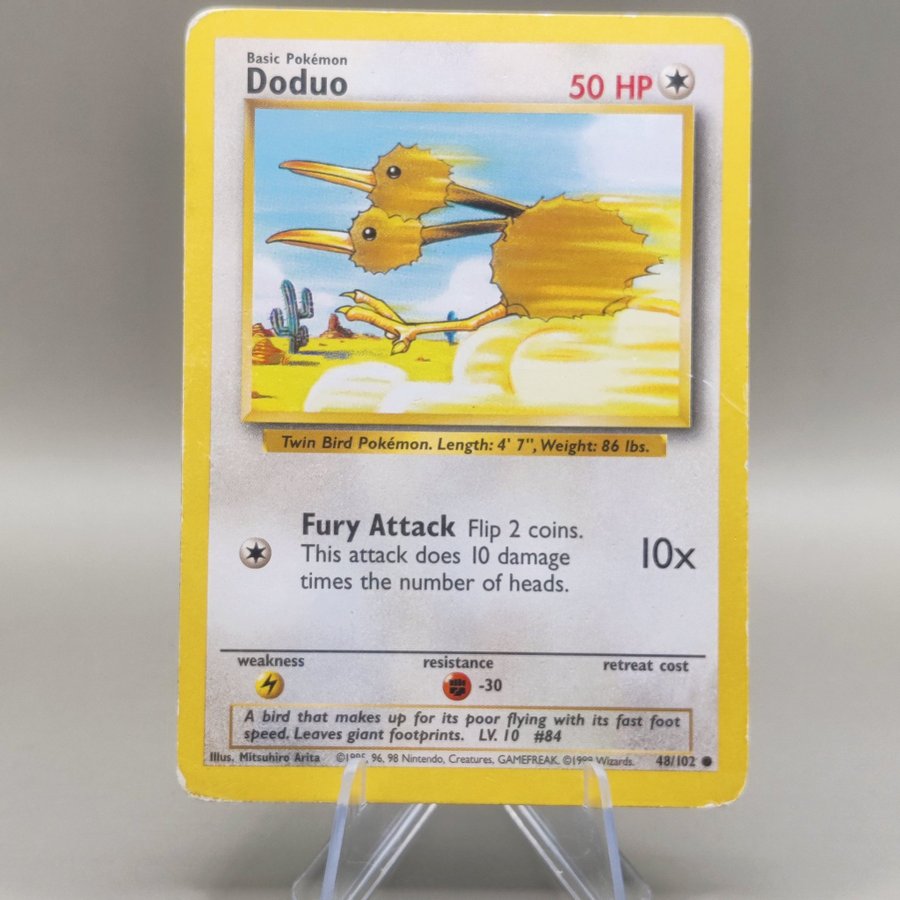 Basic Pokémon
Doduo
50 HP
Twin Bird Pokémon. Length: 4' 7", Weight: 86 lbs.
Fury Attack Flip 2 coins.
This attack does 10 damage
times the number of heads.
10x
weakness
resistance
retreat cost
-30
A bird that makes up for its poor flying with its fast foot
speed. Leaves giant footprints. LV. 10 #84
Illus. Mitsuhiro Arita ©1995, 96, 98 Nintendo, Creatures, GAMEFREAK. ©1999 Wizards. 48/102